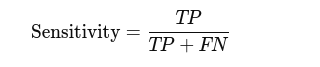 Sensitivity = TP / TP + FN